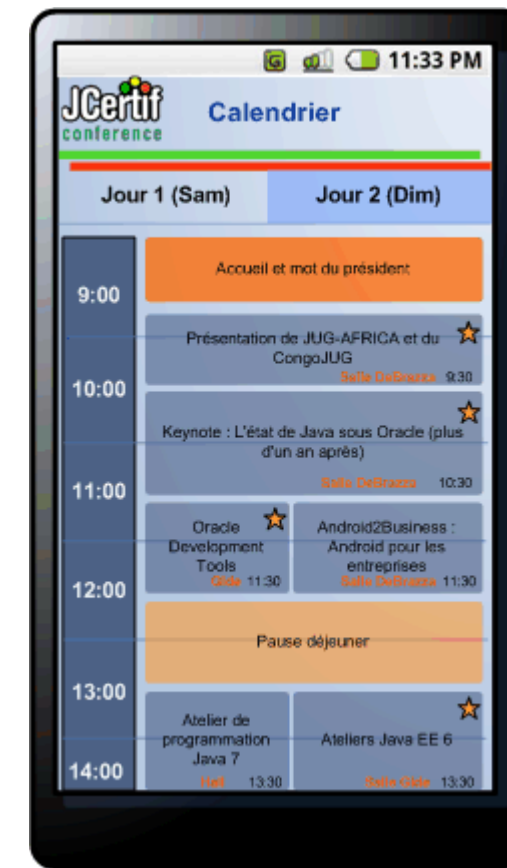 11:33 PM
JCertif
conference
Calendrier
Jour 1 (Sam)
Jour 2 (Dim)
9:00
Accueil et mot du président
Présentation de JUG-AFRICA et du
CongoJUG
Salle DeBrazza 9:30
10:00
Keynote : L'état de Java sous Oracle (plus
d'un an après)
Salle DeBrazza 10:30
11:00
Oracle
Development
Tools
11:30
Android2Business :
Android pour les
entreprises
Salle DeBrazza 11:30
12:00
Pause déjeuner
13:00
Atelier de
programmation
Java 7
Hall 13:30
Ateliers Java EE 6
Salle 13:30
14:00